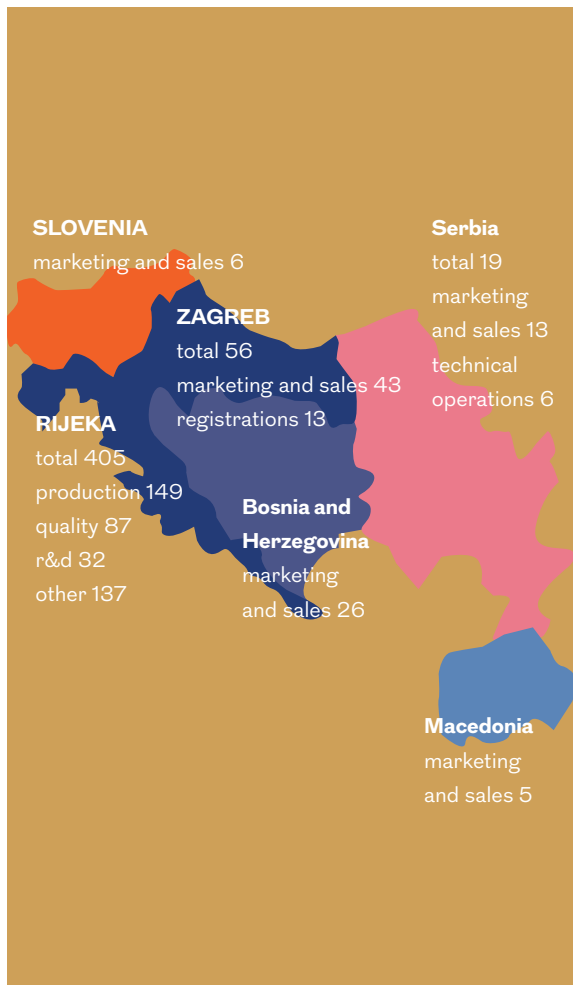 SLOVENIA
marketing and sales 6
ZAGREB
total 56
marketing and sales 43
registrations 13
Serbia
total 19
marketing
and sales 13
technical
operations 6
RIJEKA
total 405
production 149
quality 87
r&d 32
other 137
Bosnia and
Herzegovina
marketing
and sales 26
Macedonia
marketing
and sales 5